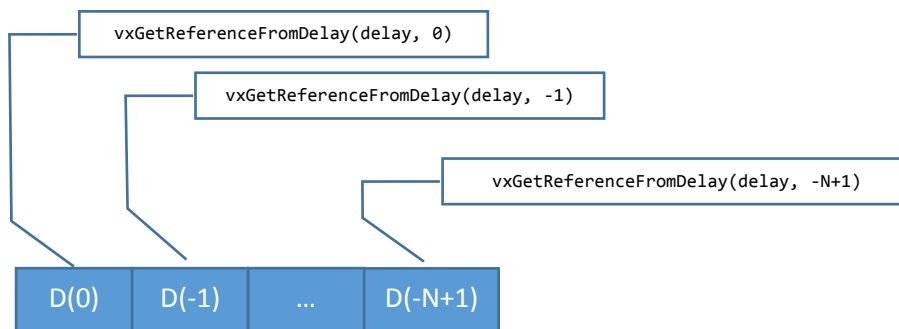 vxGetReferenceFromDelay(delay, 0)
vxGetReferenceFromDelay(delay, -1)
vxGetReferenceFromDelay(delay, -N+1)
D(0) D(-1) … D(-N+1)